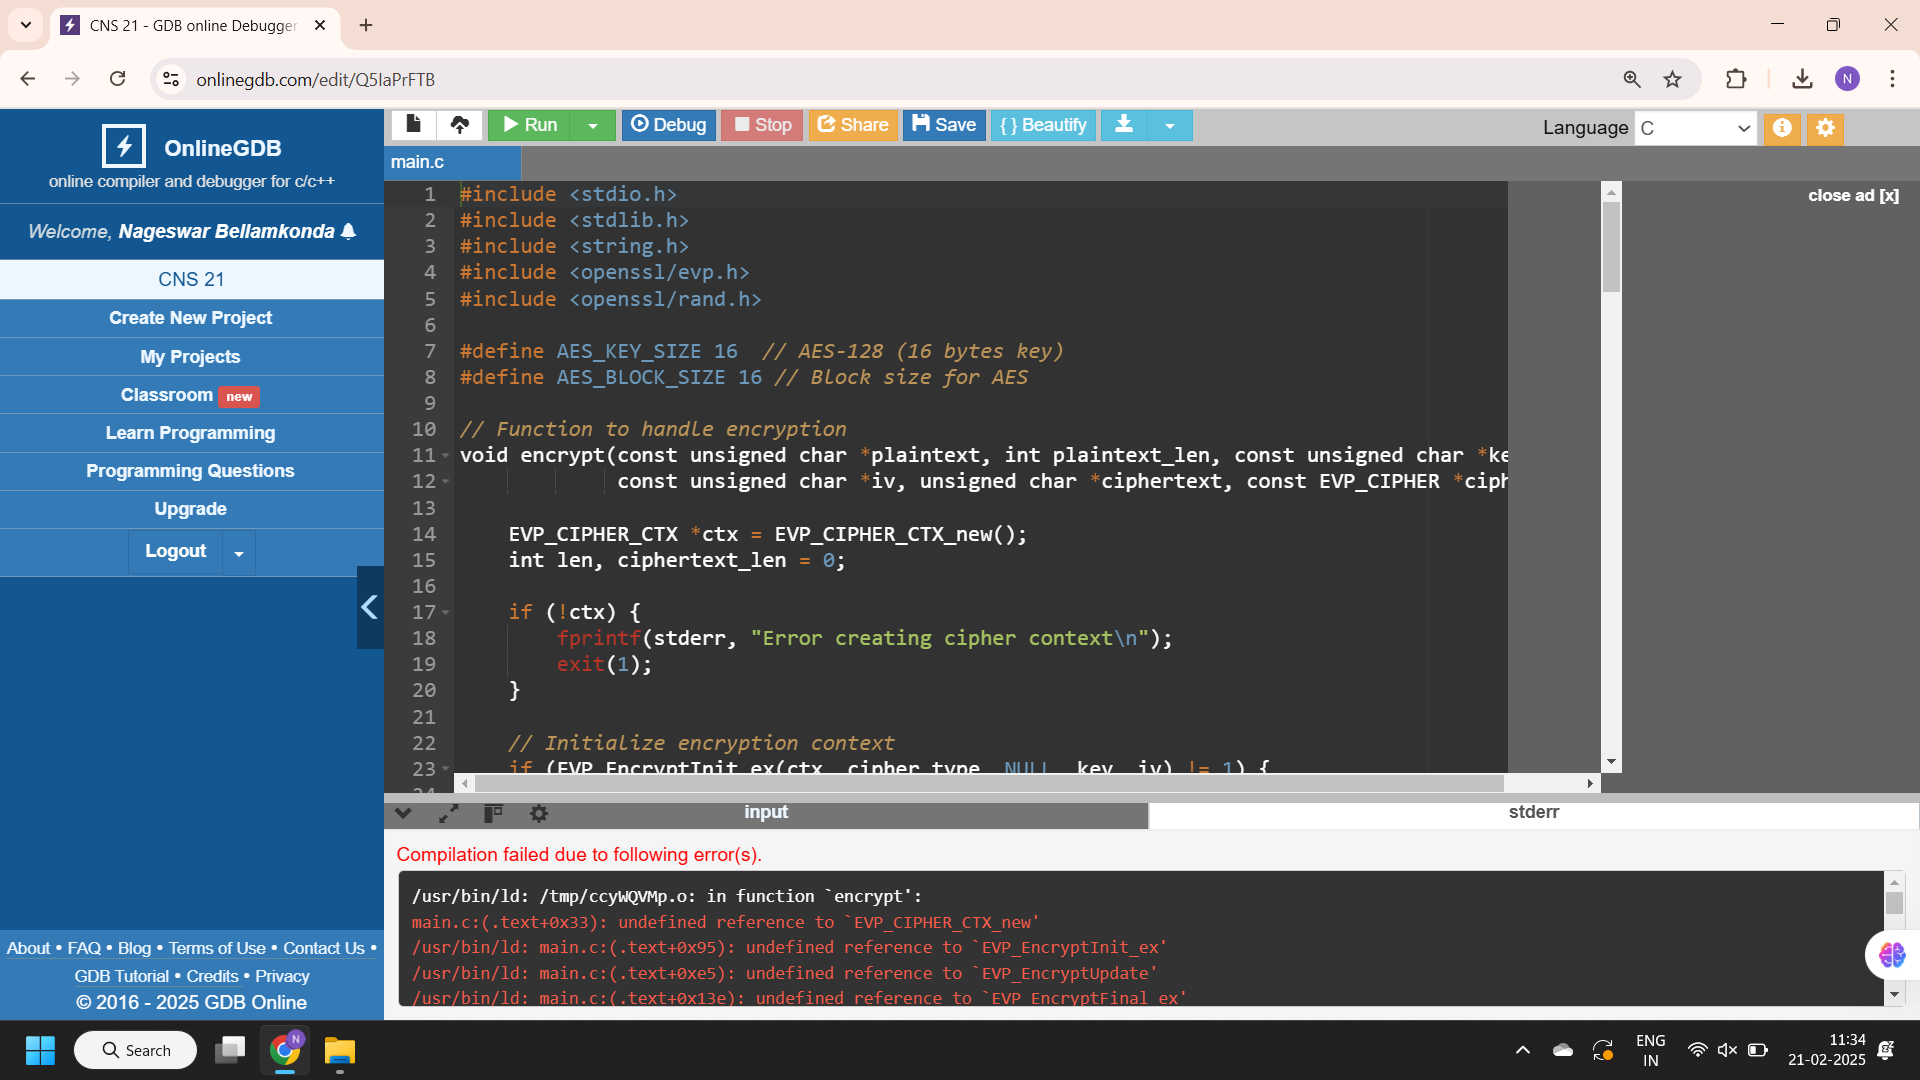 CNS 21 - GDB online Debugger
onlinegdb.com/edit/Q5IaPrFTB
N
OnlineGDB
online compiler and debugger for c/c++
Welcome, Nageswar Bellamkonda
CNS 21
Create New Project
My Projects
Classroom new
Learn Programming
Programming Questions
Upgrade
Logout
About • FAQ • Blog • Terms of Use • Contact Us •
GDB Tutorial • Credits • Privacy
© 2016 - 2025 GDB Online
Run Debug Stop Share Save { } Beautify
Language C
main.c
close ad [x]
1 #include <stdio.h>
2 #include <stdlib.h>
3 #include <string.h>
4 #include <openssl/evp.h>
5 #include <openssl/rand.h>
6
7 #define AES_KEY_SIZE 16  // AES-128 (16 bytes key)
8 #define AES_BLOCK_SIZE 16 // Block size for AES
9
10 // Function to handle encryption
11 void encrypt(const unsigned char *plaintext, int plaintext_len, const unsigned char *ke
12 const unsigned char *iv, unsigned char *ciphertext, const EVP_CIPHER *ciph
13
14 EVP_CIPHER_CTX *ctx = EVP_CIPHER_CTX_new();
15 int len, ciphertext_len = 0;
16
17 if (!ctx) {
18 fprintf(stderr, "Error creating cipher context\n");
19 exit(1);
20 }
21
22 // Initialize encryption context
23 if (EVP_EncryptInit_ex(ctx, cipher_type, NULL, key, iv) != 1) {
24
input
stderr
Compilation failed due to following error(s).
/usr/bin/ld: /tmp/ccyWQVMp.o: in function `encrypt':
main.c:(.text+0x33): undefined reference to `EVP_CIPHER_CTX_new'
/usr/bin/ld: main.c:(.text+0x95): undefined reference to `EVP_EncryptInit_ex'
/usr/bin/ld: main.c:(.text+0xe5): undefined reference to `EVP_EncryptUpdate'
/usr/bin/ld: main.c:(.text+0x13e): undefined reference to `EVP_EncryptFinal_ex'
Search
N
ENG
IN
11:34
21-02-2025